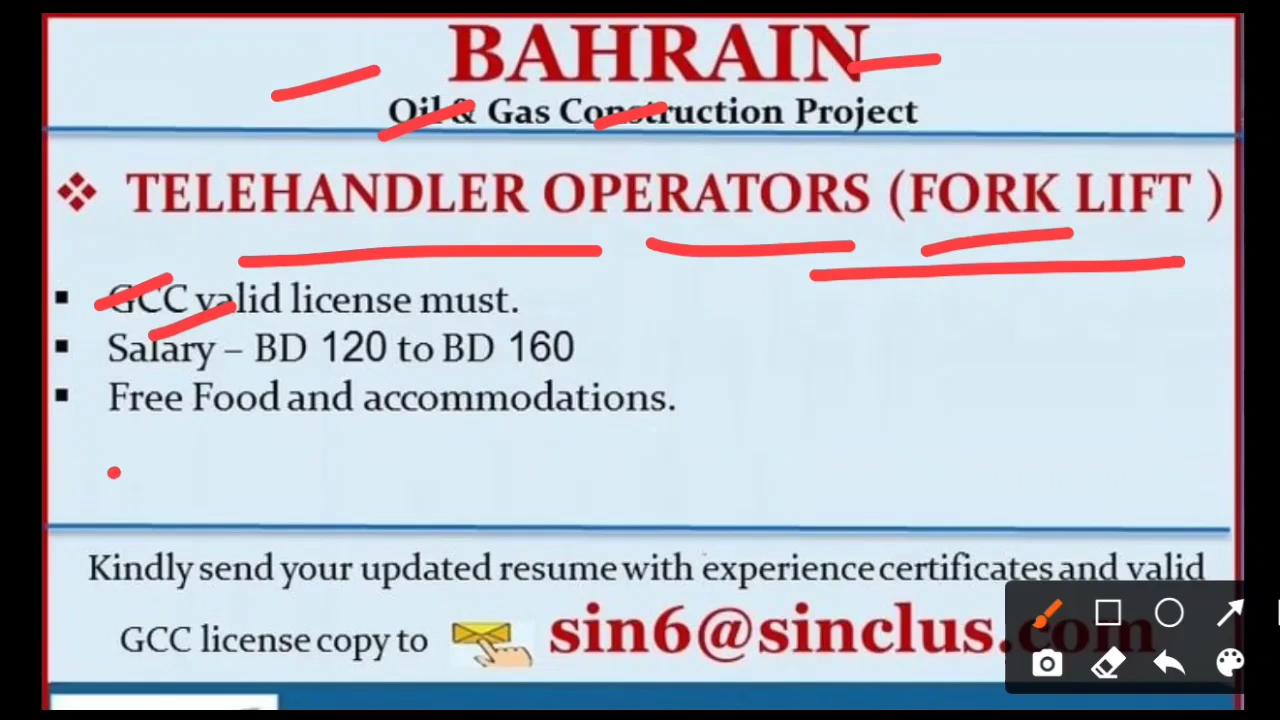 BAHRAIN
Oil & Gas Construction Project
❖ TELEHANDLER OPERATORS (FORK LIFT )
▪ GCC valid license must.
▪ Salary – BD 120 to BD 160
▪ Free Food and accommodations.
Kindly send your updated resume with experience certificates and valid
GCC license copy to sin6@sinclus.com